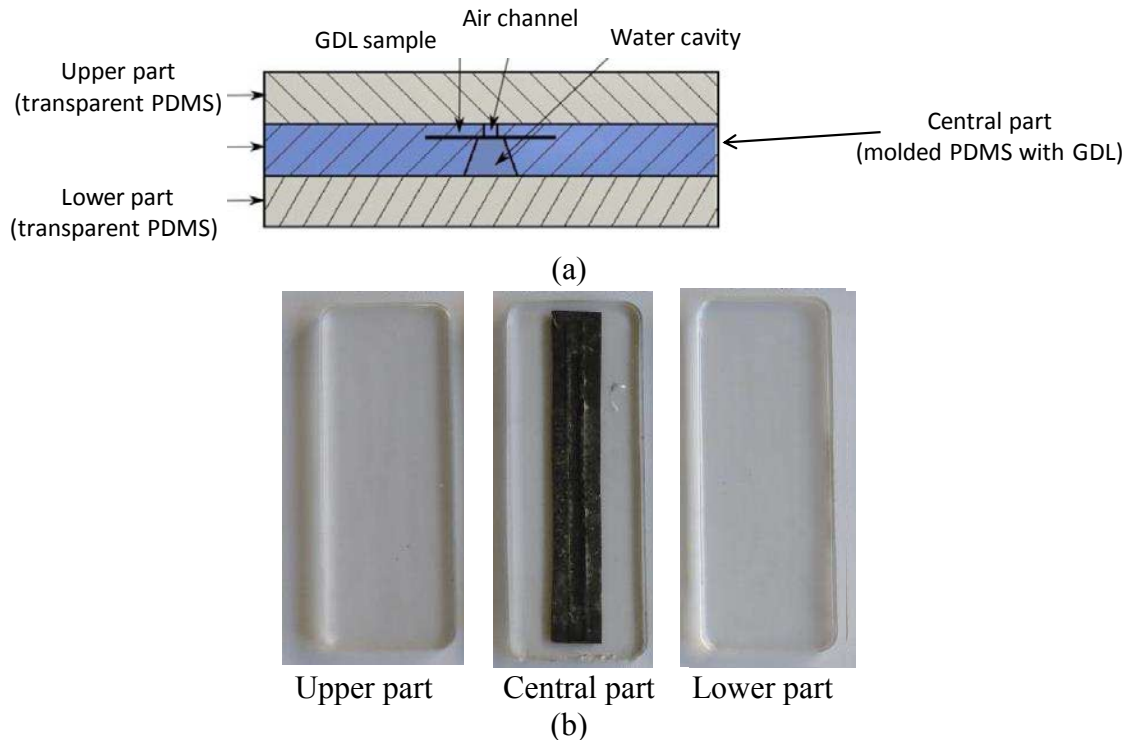 Air channel
GDL sample
Water cavity
Upper part
(transparent PDMS)
Central part
(molded PDMS with GDL)
Lower part
(transparent PDMS)
(a)
Upper part
Central part
Lower part
(b)